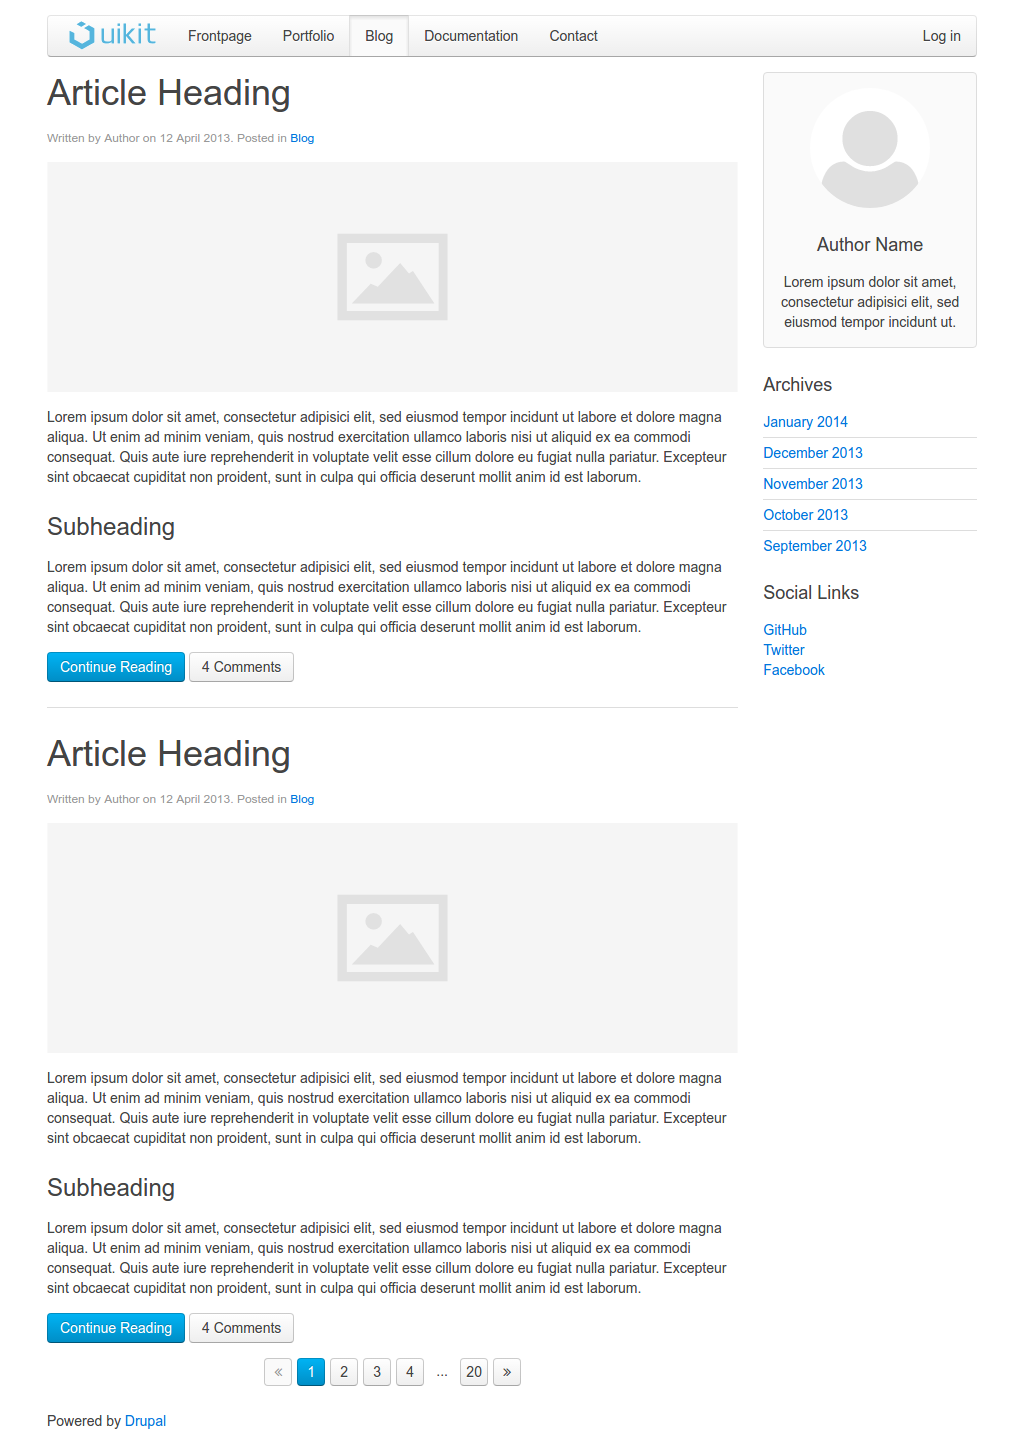 uikit Frontpage Portfolio Blog Documentation Contact Log in
Article Heading
Written by Author on 12 April 2013. Posted in Blog
Lorem ipsum dolor sit amet, consectetur adipisici elit, sed eiusmod tempor incidunt ut labore et dolore magna
aliqua. Ut enim ad minim veniam, quis nostrud exercitation ullamco laboris nisi ut aliquid ex ea commodi
consequat. Quis aute iure reprehenderit in voluptate velit esse cillum dolore eu fugiat nulla pariatur. Excepteur
sint obcaecat cupiditat non proident, sunt in culpa qui officia deserunt mollit anim id est laborum.
Subheading
Lorem ipsum dolor sit amet, consectetur adipisici elit, sed eiusmod tempor incidunt ut labore et dolore magna
aliqua. Ut enim ad minim veniam, quis nostrud exercitation ullamco laboris nisi ut aliquid ex ea commodi
consequat. Quis aute iure reprehenderit in voluptate velit esse cillum dolore eu fugiat nulla pariatur. Excepteur
sint obcaecat cupiditat non proident, sunt in culpa qui officia deserunt mollit anim id est laborum.
Continue Reading 4 Comments
Article Heading
Written by Author on 12 April 2013. Posted in Blog
Lorem ipsum dolor sit amet, consectetur adipisici elit, sed eiusmod tempor incidunt ut labore et dolore magna
aliqua. Ut enim ad minim veniam, quis nostrud exercitation ullamco laboris nisi ut aliquid ex ea commodi
consequat. Quis aute iure reprehenderit in voluptate velit esse cillum dolore eu fugiat nulla pariatur. Excepteur
sint obcaecat cupiditat non proident, sunt in culpa qui officia deserunt mollit anim id est laborum.
Subheading
Lorem ipsum dolor sit amet, consectetur adipisici elit, sed eiusmod tempor incidunt ut labore et dolore magna
aliqua. Ut enim ad minim veniam, quis nostrud exercitation ullamco laboris nisi ut aliquid ex ea commodi
consequat. Quis aute iure reprehenderit in voluptate velit esse cillum dolore eu fugiat nulla pariatur. Excepteur
sint obcaecat cupiditat non proident, sunt in culpa qui officia deserunt mollit anim id est laborum.
Continue Reading 4 Comments
« 1 2 3 4 ... 20 »
Author Name
Lorem ipsum dolor sit amet,
consectetur adipisici elit, sed
eiusmod tempor incidunt ut.
Archives
January 2014
December 2013
November 2013
October 2013
September 2013
Social Links
GitHub
Twitter
Facebook
Powered by Drupal